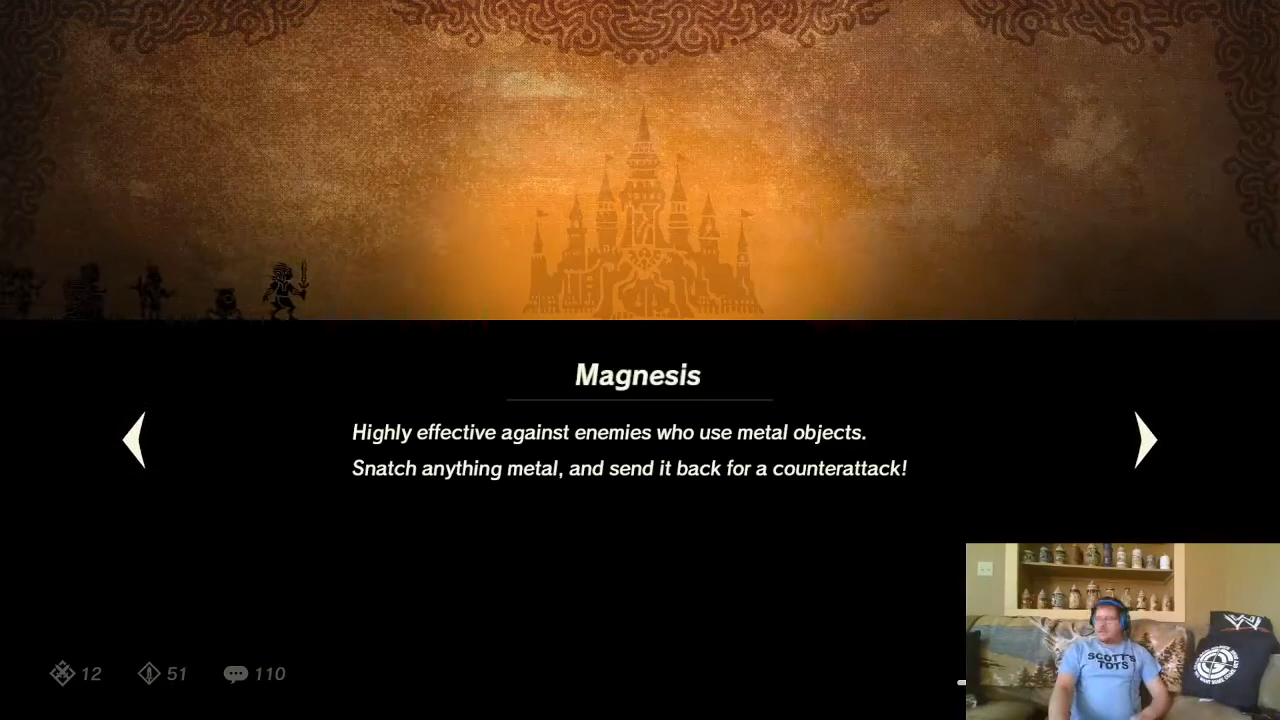 Magnesis
Highly effective against enemies who use metal objects.
Snatch anything metal, and send it back for a counterattack!
12 51 110
SCOTT'S
TOTS
W